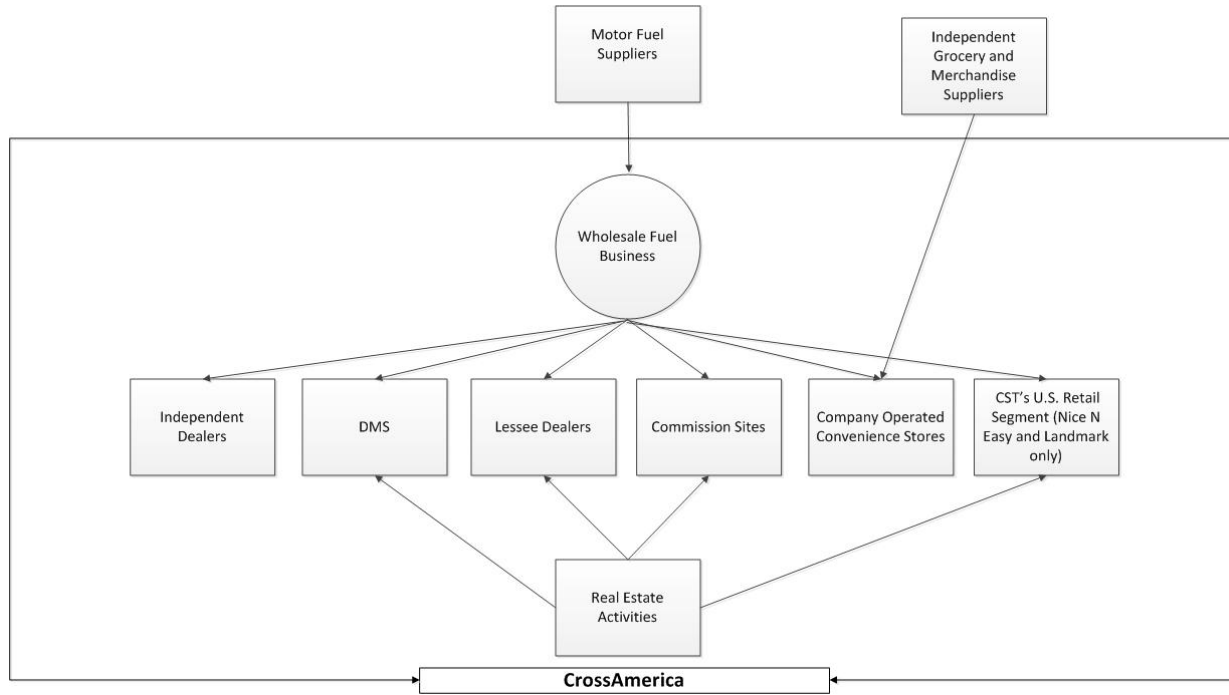 Motor Fuel
Suppliers
Independent
Grocery and
Merchandise
Suppliers
Wholesale Fuel
Business
Independent
Dealers
DMS
Lessee Dealers
Commission Sites
Company Operated
Convenience Stores
CST's U.S. Retail
Segment (Nice N
Easy and Landmark
only)
Real Estate
Activities
CrossAmerica